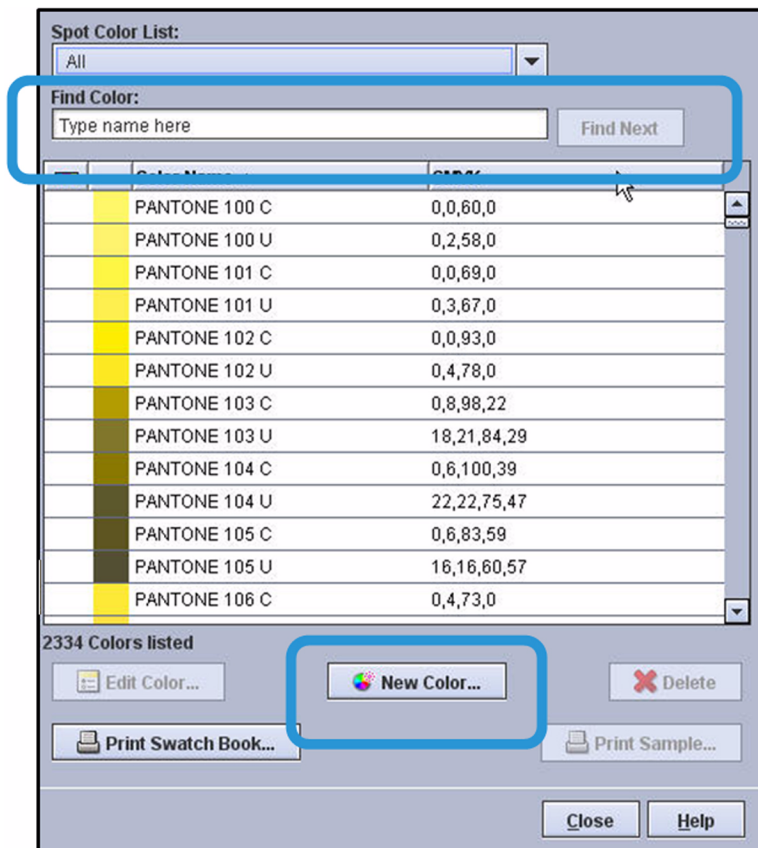 Spot Color List:
All
Find Color:
Type name here Find Next
Color Name CMYK
PANTONE 100 C 0,0,60,0
PANTONE 100 U 0,2,58,0
PANTONE 101 C 0,0,69,0
PANTONE 101 U 0,3,67,0
PANTONE 102 C 0,0,93,0
PANTONE 102 U 0,4,78,0
PANTONE 103 C 0,8,98,22
PANTONE 103 U 18,21,84,29
PANTONE 104 C 0,6,100,39
PANTONE 104 U 22,22,75,47
PANTONE 105 C 0,6,83,59
PANTONE 105 U 16,16,60,57
PANTONE 106 C 0,4,73,0
2334 Colors listed
Edit Color... New Color... Delete
Print Swatch Book... Print Sample...
Close Help